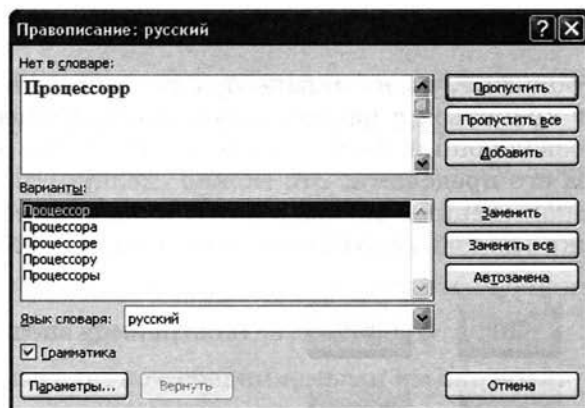 Правописание: русский
Нет в словаре:
Процессорр
Пропустить
Пропустить все
Добавить
Варианты:
Процессор
Процессора
Процессоре
Процессору
Процессоры
Заменить
Заменить все
Автозамена
Язык словаря: русский
Грамматика
Параметры...
Вернуть
Отмена